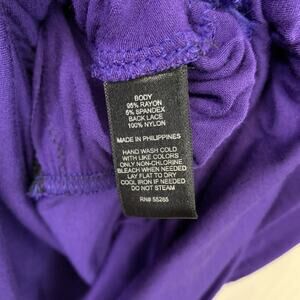 BODY
95% RAYON
5% SPANDEX
BACK LACE
100% NYLON
MADE IN PHILIPPINES
HAND WASH COLD
WITH LIKE COLORS
ONLY NON-CHLORINE
BLEACH WHEN NEEDED
LAY FLAT TO DRY
COOL IRON IF NEEDED
DO NOT STEAM
RN# 55285